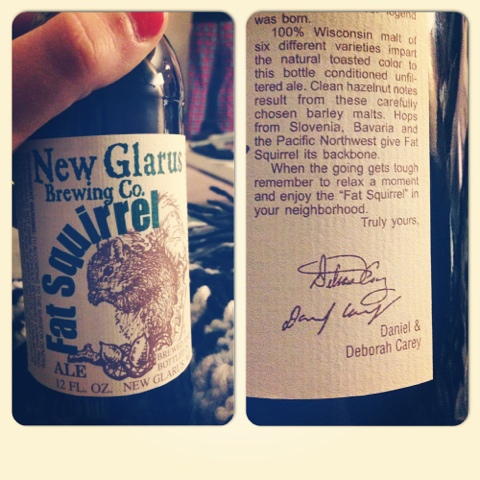 New Glarus
Brewing Co.
Fat Squirrel
ALE
12 FL. OZ. NEW GLARUS
was born.
100% Wisconsin malt of
six different varieties impart
the natural toasted color to
this bottle conditioned unfil-
tered ale. Clean hazelnut notes
result from these carefully
chosen barley malts. Hops
from Slovenia, Bavaria and
the Pacific Northwest give Fat
Squirrel its backbone.
When the going gets tough
remember to relax a moment
and enjoy the "Fat Squirrel" in
your neighborhood.
Truly yours,
Daniel &
Deborah Carey